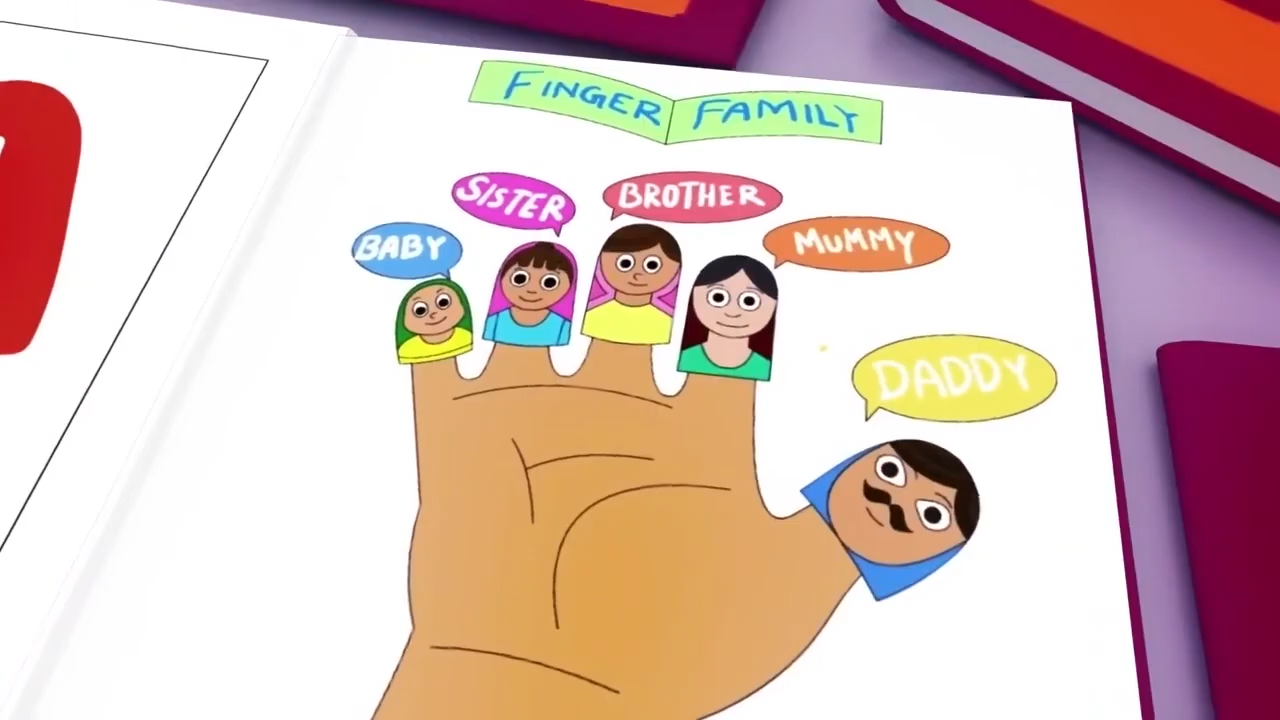 FINGER FAMILY
SISTER
BROTHER
BABY
MUMMY
DADDY